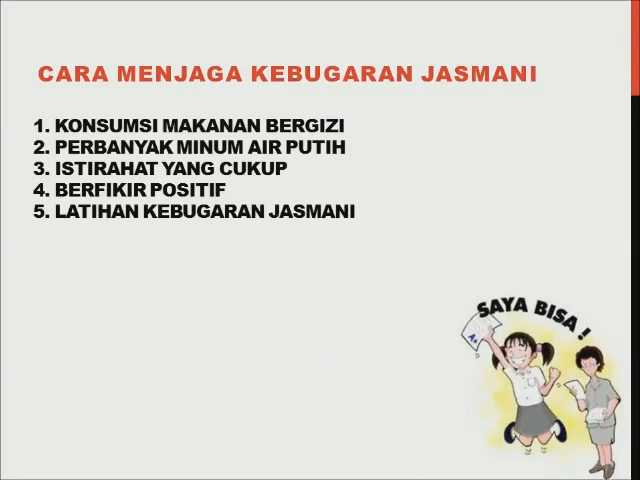 CARA MENJAGA KEBUGARAN JASMANI
1. KONSUMSI MAKANAN BERGIZI
2. PERBANYAK MINUM AIR PUTIH
3. ISTIRAHAT YANG CUKUP
4. BERFIKIR POSITIF
5. LATIHAN KEBUGARAN JASMANI
SAYA BISA !
A+